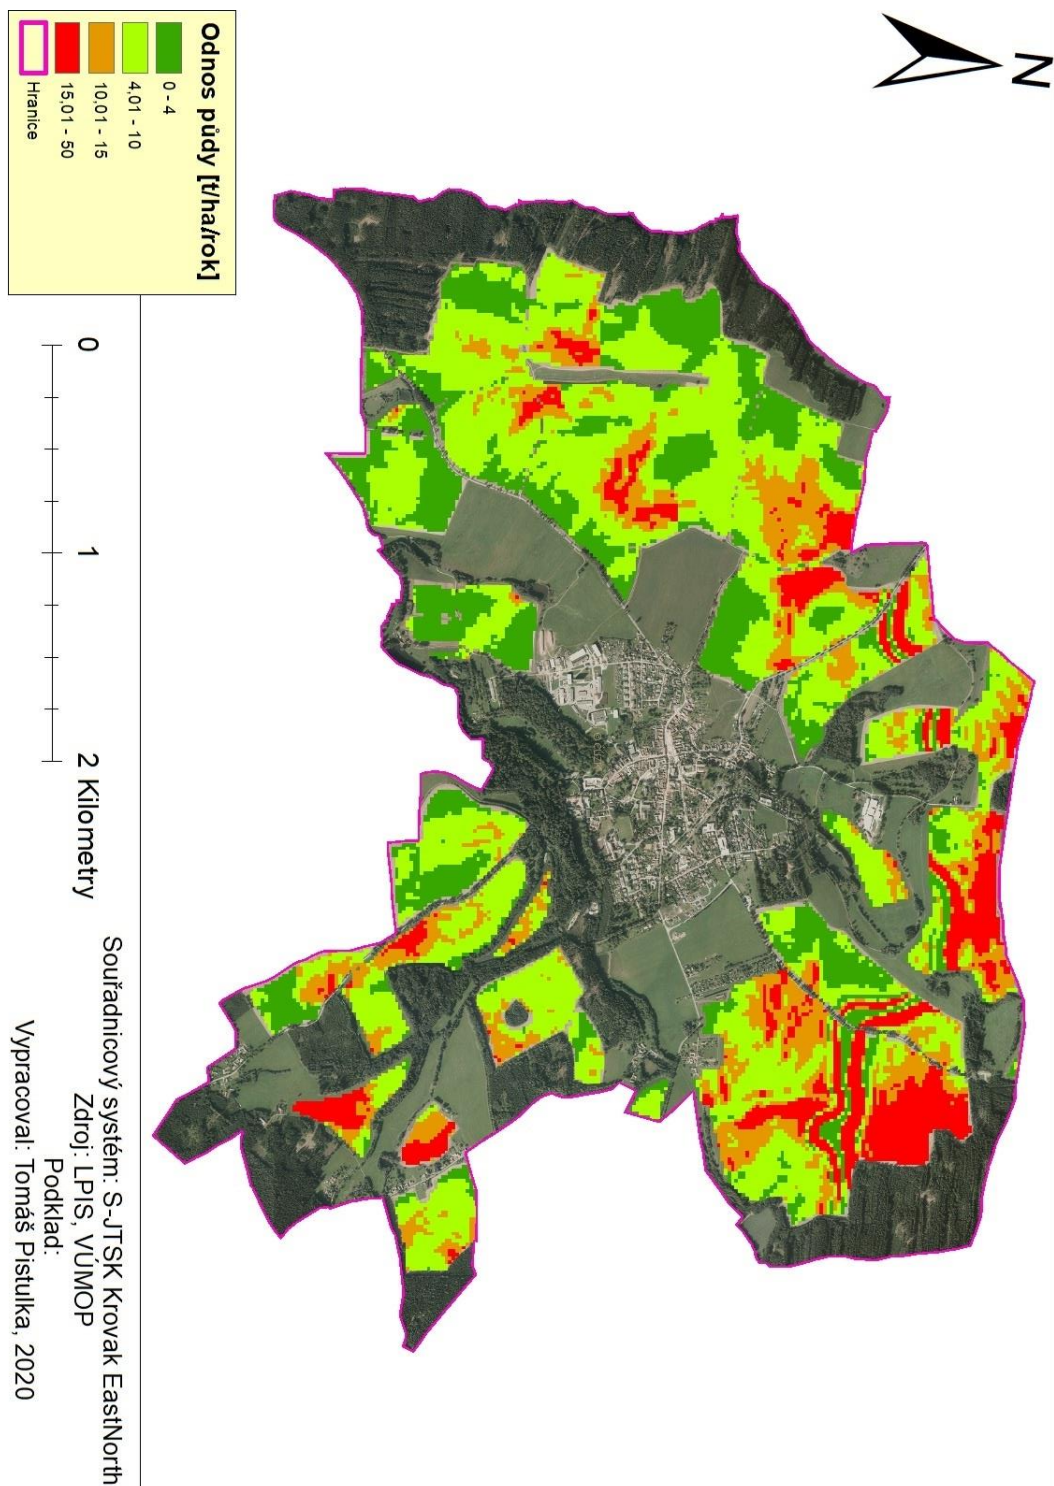 N
Odnos půdy [t/ha/rok]
0 - 4
4,01 - 10
10,01 - 15
15,01 - 50
Hranice
0 1 2 Kilometry
Souřadnicový systém: S-JTSK Krovak EastNorth
Zdroj: LPIS, VÚMOP
Podklad:
Vypracoval: Tomáš Pistulka, 2020